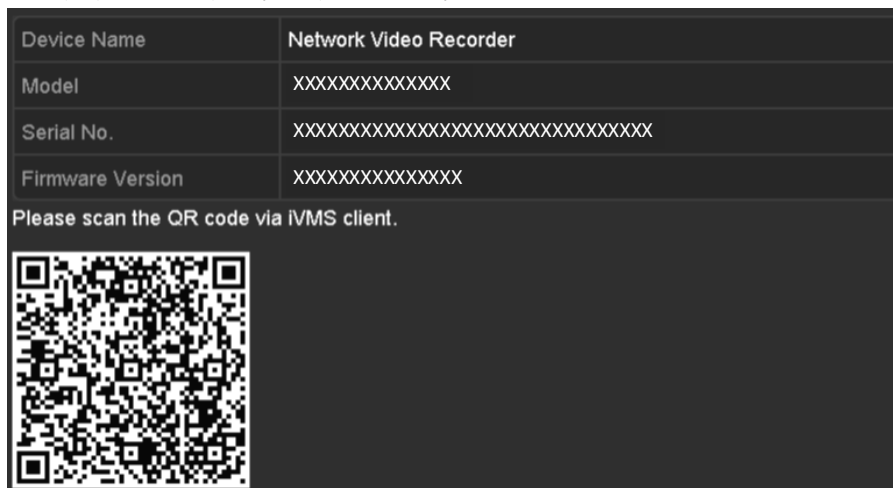 Device Name Network Video Recorder
Model XXXXXXXXXXXXXX
Serial No. XXXXXXXXXXXXXXXXXXXXXXXXXXXXXXXX
Firmware Version XXXXXXXXXXXXXXX
Please scan the QR code via iVMS client.